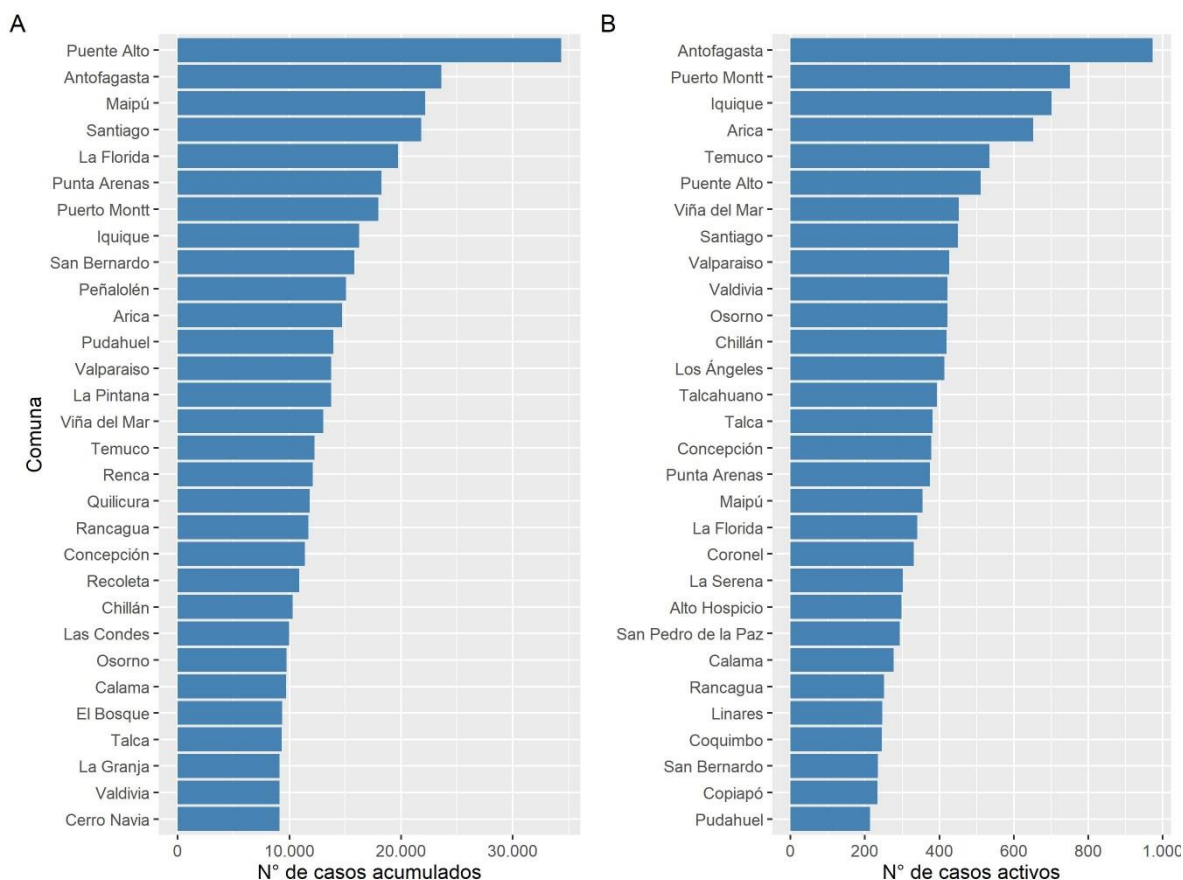 A
Comuna
Puente Alto
Antofagasta
Maipú
Santiago
La Florida
Punta Arenas
Puerto Montt
Iquique
San Bernardo
Peñalolén
Arica
Pudahuel
Valparaiso
La Pintana
Viña del Mar
Temuco
Renca
Quilicura
Rancagua
Concepción
Recoleta
Chillán
Las Condes
Osorno
Calama
El Bosque
Talca
La Granja
Valdivia
Cerro Navia
0 10.000 20.000 30.000
N° de casos acumulados
B
Antofagasta
Puerto Montt
Iquique
Arica
Temuco
Puente Alto
Viña del Mar
Santiago
Valparaiso
Valdivia
Osorno
Chillán
Los Ángeles
Talcahuano
Talca
Concepción
Punta Arenas
Maipú
La Florida
Coronel
La Serena
Alto Hospicio
San Pedro de la Paz
Calama
Rancagua
Linares
Coquimbo
San Bernardo
Copiapó
Pudahuel
0 200 400 600 800 1.000
N° de casos activos